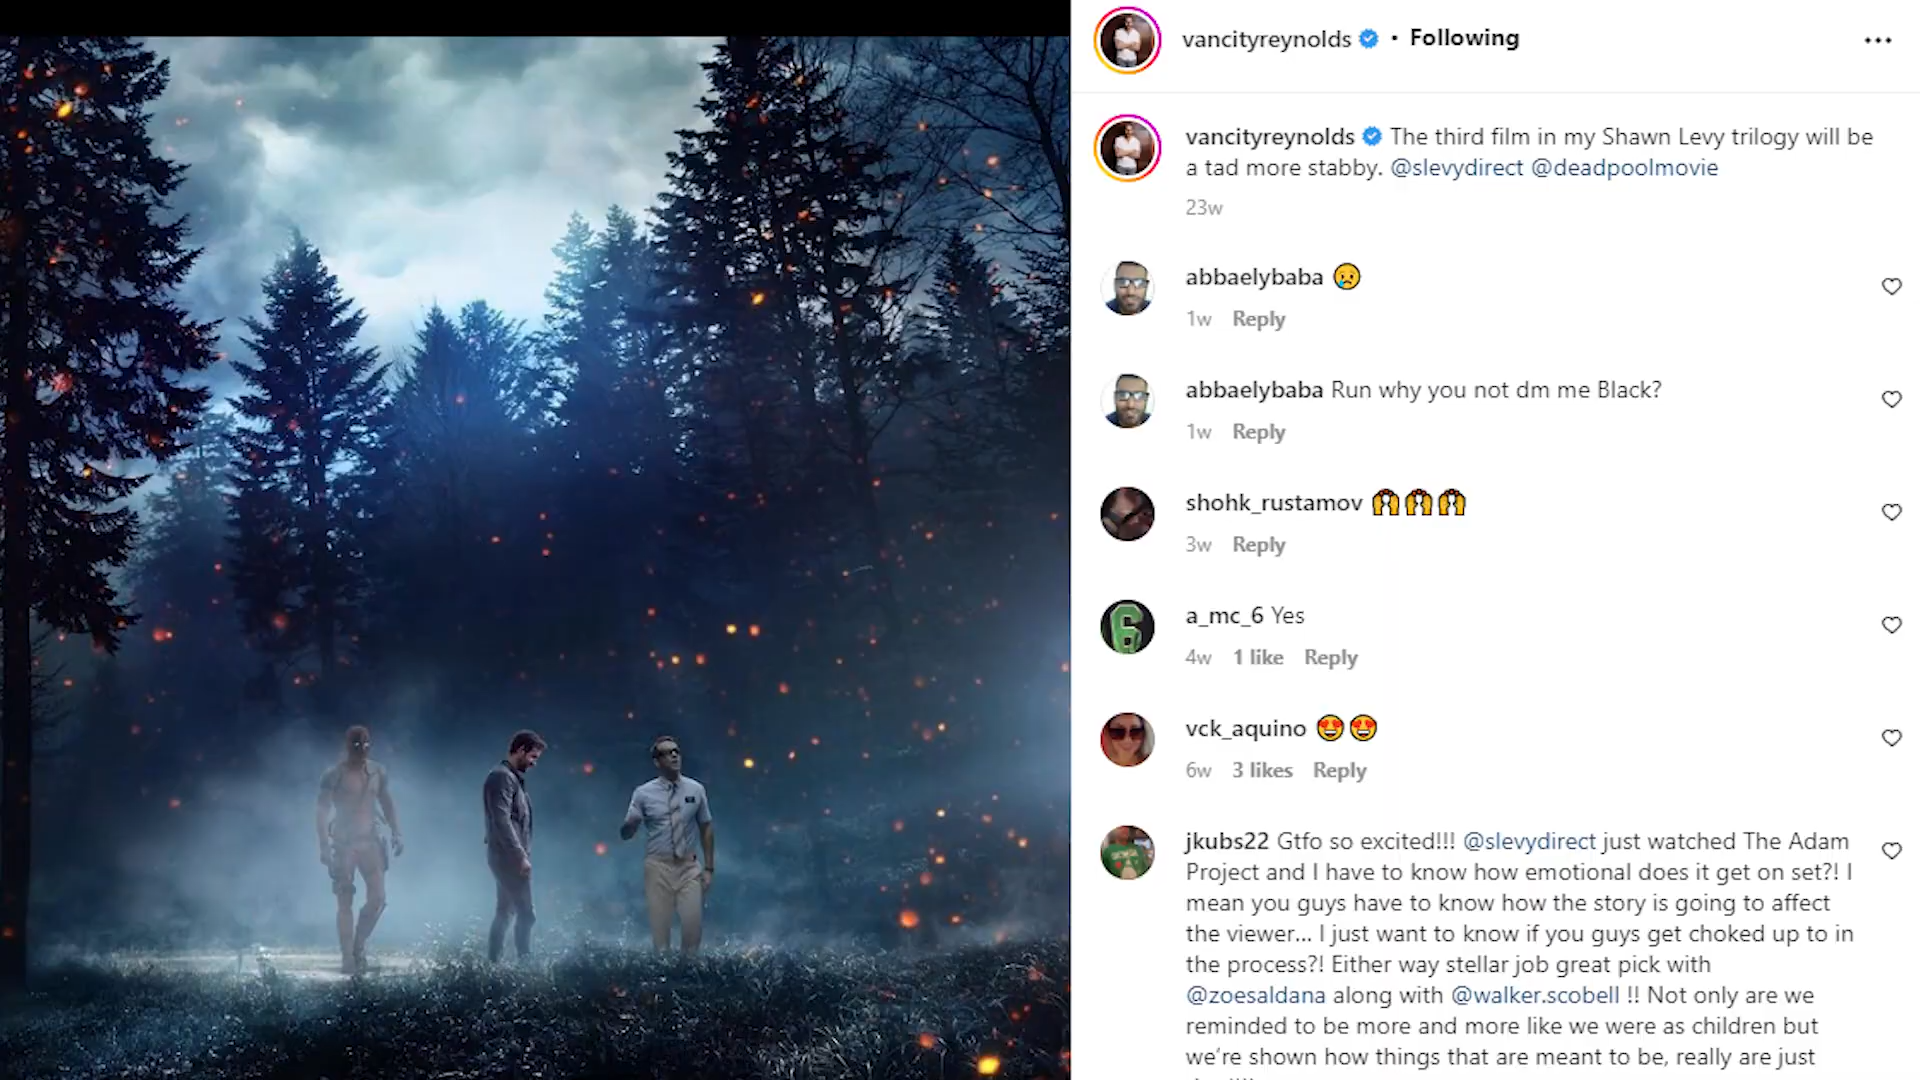 vancityreynolds • Following
vancityreynolds The third film in my Shawn Levy trilogy will be
a tad more stabby. @slevydirect @deadpoolmovie
23w
abbaelybaba 😢
1w Reply
abbaelybaba Run why you not dm me Black?
1w Reply
shohk_rustamov 🙌🙌🙌
3w Reply
a_mc_6 Yes
4w 1 like Reply
vck_aquino 😍😍
6w 3 likes Reply
jkubs22 Gtfo so excited!!! @slevydirect just watched The Adam
Project and I have to know how emotional does it get on set?! I
mean you guys have to know how the story is going to affect
the viewer... I just want to know if you guys get choked up to in
the process?! Either way stellar job great pick with
@zoesaldana along with @walker.scobell !! Not only are we
reminded to be more and more like we were as children but
we’re shown how things that are meant to be, really are just